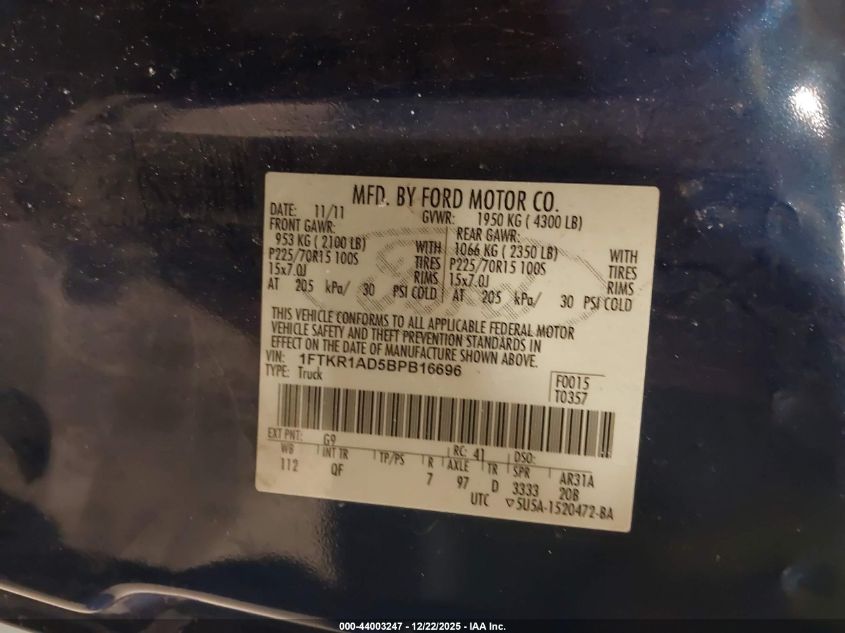 MFD. BY FORD MOTOR CO.
DATE: 11/11 GVWR: 1950 KG ( 4300 LB)
FRONT GAWR: REAR GAWR:
953 KG ( 2100 LB) WITH 1066 KG ( 2350 LB) WITH
P225/70R15 100S TIRES P225/70R15 100S TIRES
15x7.0J RIMS 15x7.0J RIMS
AT 205 kPa/ 30 PSI COLD AT 205 kPa/ 30 PSI COLD
THIS VEHICLE CONFORMS TO ALL APPLICABLE FEDERAL MOTOR
VEHICLE SAFETY AND THEFT PREVENTION STANDARDS IN
EFFECT ON THE DATE OF MANUFACTURE SHOWN ABOVE.
VIN: 1FTKR1AD5BPB16696
TYPE: Truck
F0015
T0357
EXT PNT: G9 RC: 41 DSO:
WB INT TR TP/PS R AXLE TR SPR AR31A
112 QF 7 97 D 3333 20B
UTC ▽5U5A-1520472-BA
000-44003247 - 12/22/2025 - IAA Inc.